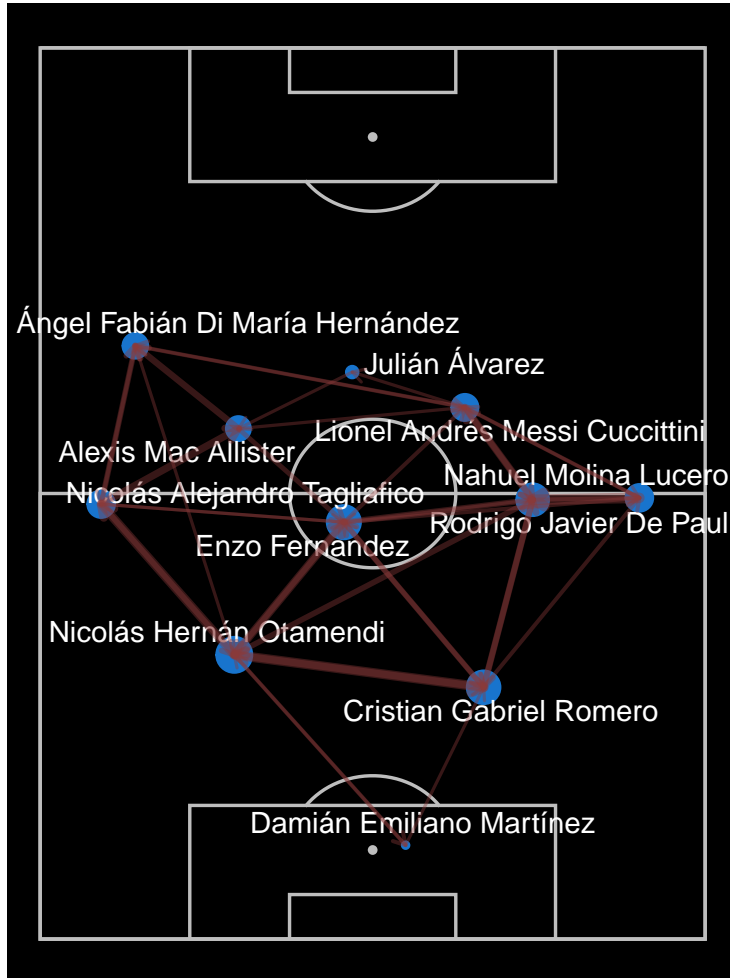 Ángel Fabián Di María Hernández
Julián Álvarez
Lionel Andrés Messi Cuccittini
Alexis Mac Allister
Nahuel Molina Lucero
Nicolás Alejandro Tagliafico
Rodrigo Javier De Paul
Enzo Fernandez
Nicolás Hernán Otamendi
Cristian Gabriel Romero
Damián Emiliano Martínez